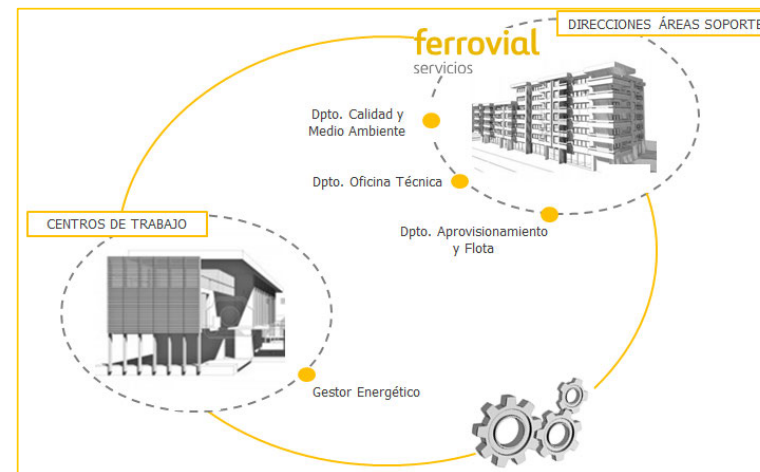 DIRECCIONES ÁREAS SOPORTE
ferrovial
servicios
Dpto. Calidad y
Medio Ambiente
Dpto. Oficina Técnica
Dpto. Aprovisionamiento
y Flota
CENTROS DE TRABAJO
Gestor Energético